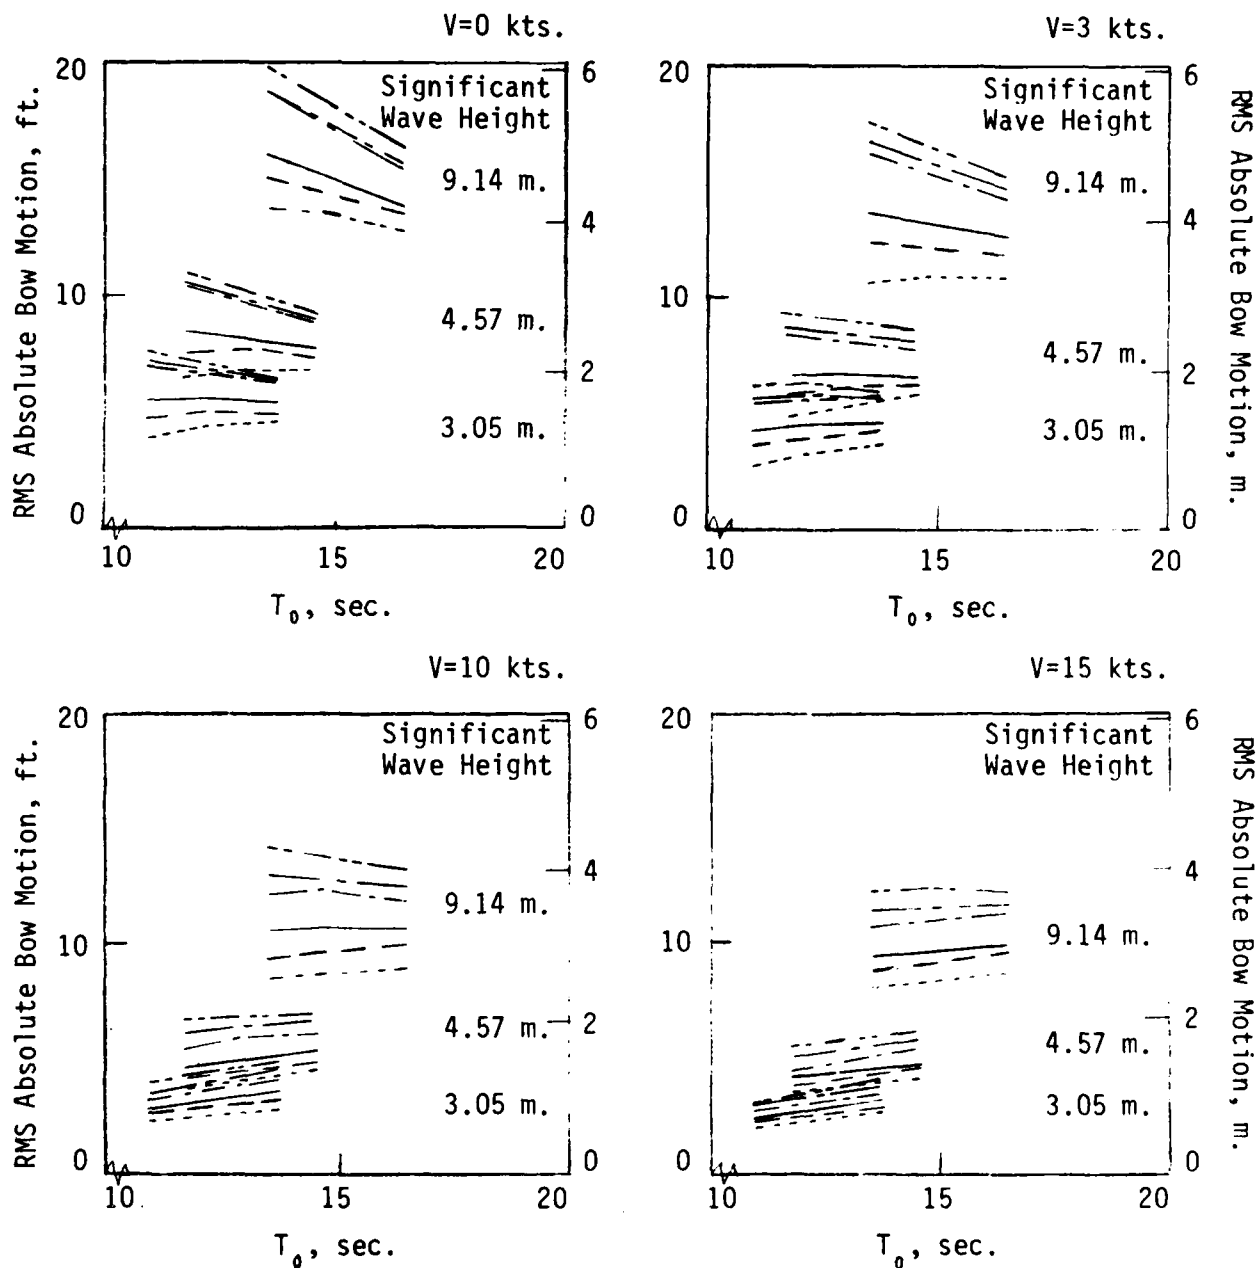 V=0 kts.
Significant
Wave Height
9.14 m.
4.57 m.
3.05 m.
RMS Absolute Bow Motion, ft.
20
10
0
6
4
2
0
10
15
20
T₀, sec.
V=3 kts.
Significant
Wave Height
9.14 m.
4.57 m.
3.05 m.
20
10
0
6
4
2
0
RMS Absolute Bow Motion, m.
10
15
20
T₀, sec.
V=10 kts.
Significant
Wave Height
9.14 m.
4.57 m.
3.05 m.
RMS Absolute Bow Motion, ft.
20
10
0
6
4
2
0
10
15
20
T₀, sec.
V=15 kts.
Significant
Wave Height
9.14 m.
4.57 m.
3.05 m.
20
10
0
6
4
2
0
RMS Absolute Bow Motion, m.
10
15
20
T₀, sec.